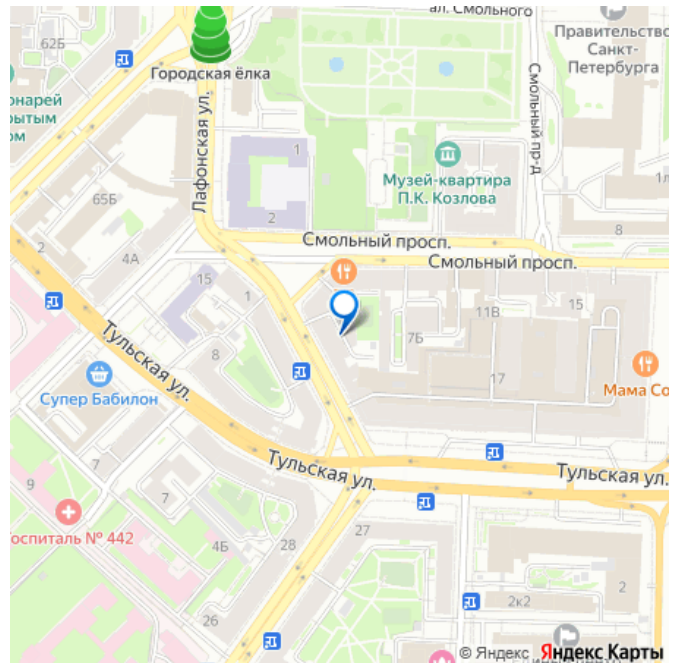 ал. Смольного
Правительство
Санкт-
Петербурга
62Б
Городская ёлка
онарей
рытым
ом
Лафонская ул.
Смольный пр-д
1
Музей-квартира
П.К. Козлова
1л
65Б
2
8
Смольный просп.
2
4А
Смольный просп.
15
1
15
11В
7Б
8
Тульская ул.
17
Супер Бабилон
Мама Со
7
Тульская ул.
Тульская ул.
9
7
оспиталь № 442
27
4Б
28
2
2к2
26
© Яндекс
Яндекс Карты